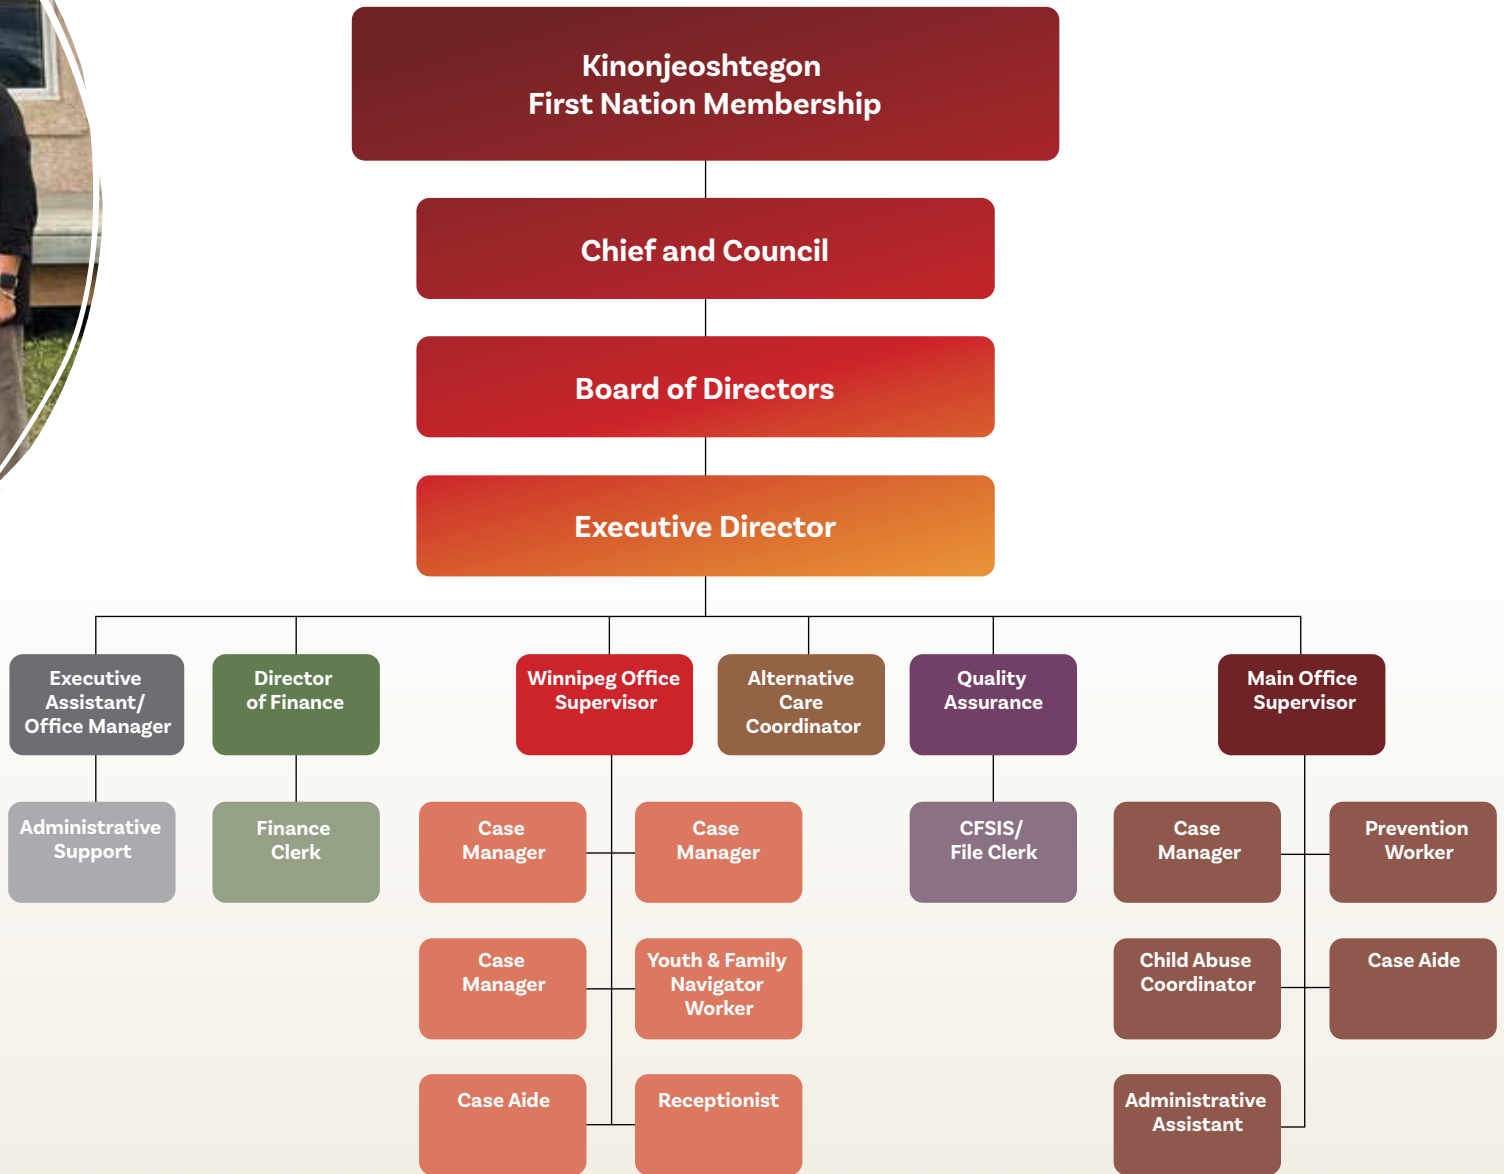 Kinonjeoshtegon
First Nation Membership
Chief and Council
Board of Directors
Executive Director
Executive
Assistant/
Office Manager
Director
of Finance
Winnipeg Office
Supervisor
Alternative
Care
Coordinator
Quality
Assurance
Main Office
Supervisor
Administrative
Support
Finance
Clerk
Case
Manager
Case
Manager
CFSIS/
File Clerk
Case
Manager
Prevention
Worker
Case
Manager
Youth & Family
Navigator
Worker
Child Abuse
Coordinator
Case Aide
Case Aide
Receptionist
Administrative
Assistant